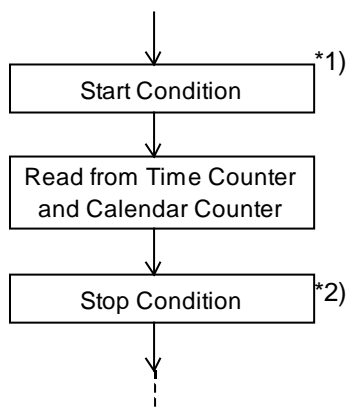 *1)
Start Condition
Read from Time Counter
and Calendar Counter
*2)
Stop Condition